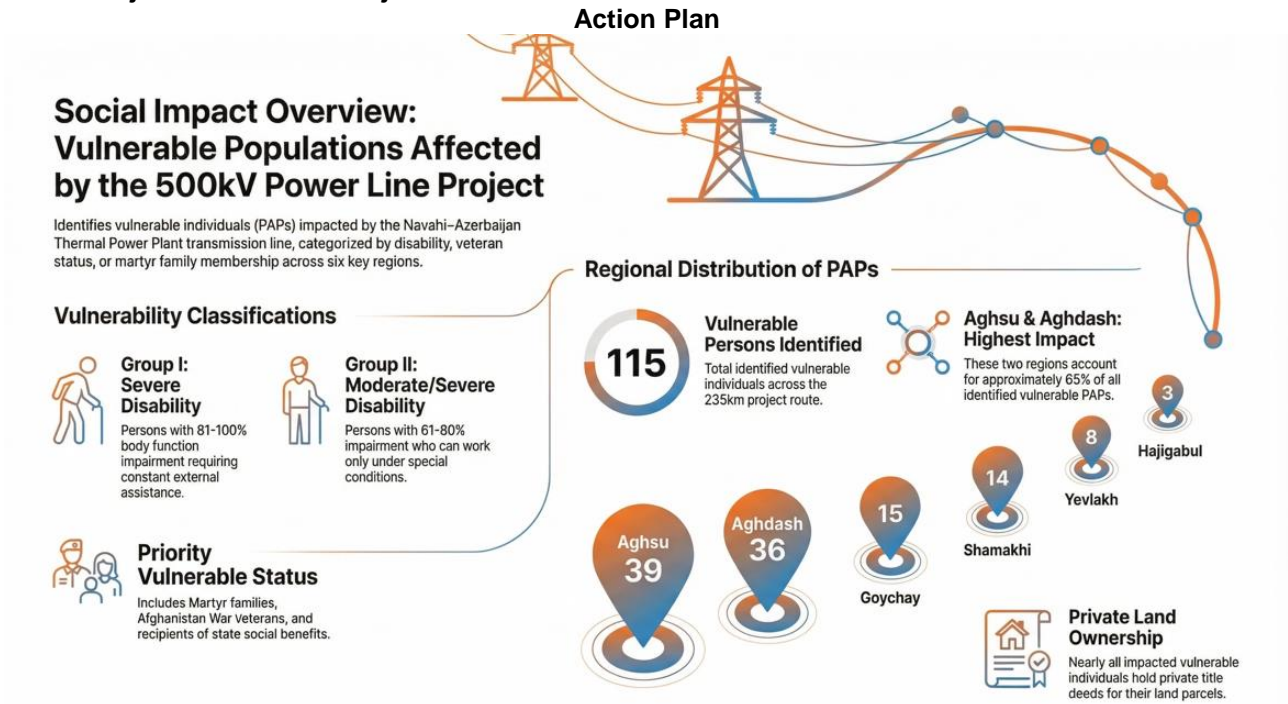 Action Plan
Social Impact Overview:
Vulnerable Populations Affected
by the 500kV Power Line Project
Identifies vulnerable individuals (PAPs) impacted by the Navahi–Azerbaijan
Thermal Power Plant transmission line, categorized by disability, veteran
status, or martyr family membership across six key regions.
Vulnerability Classifications
Group I:
Severe
Disability
Persons with 81-100%
body function
impairment requiring
constant external
assistance.
Group II:
Moderate/Severe
Disability
Persons with 61-80%
impairment who can work
only under special
conditions.
Priority
Vulnerable Status
Includes Martyr families,
Afghanistan War Veterans, and
recipients of state social benefits.
Regional Distribution of PAPs
115
Vulnerable
Persons Identified
Total identified vulnerable
individuals across the
235km project route.
Aghsu & Aghdash:
Highest Impact
These two regions account
for approximately 65% of all
identified vulnerable PAPs.
Aghsu
39
Aghdash
36
15
Goychay
14
Shamakhi
8
Yevlakh
3
Hajigabul
Private Land
Ownership
Nearly all impacted vulnerable
individuals hold private title
deeds for their land parcels.